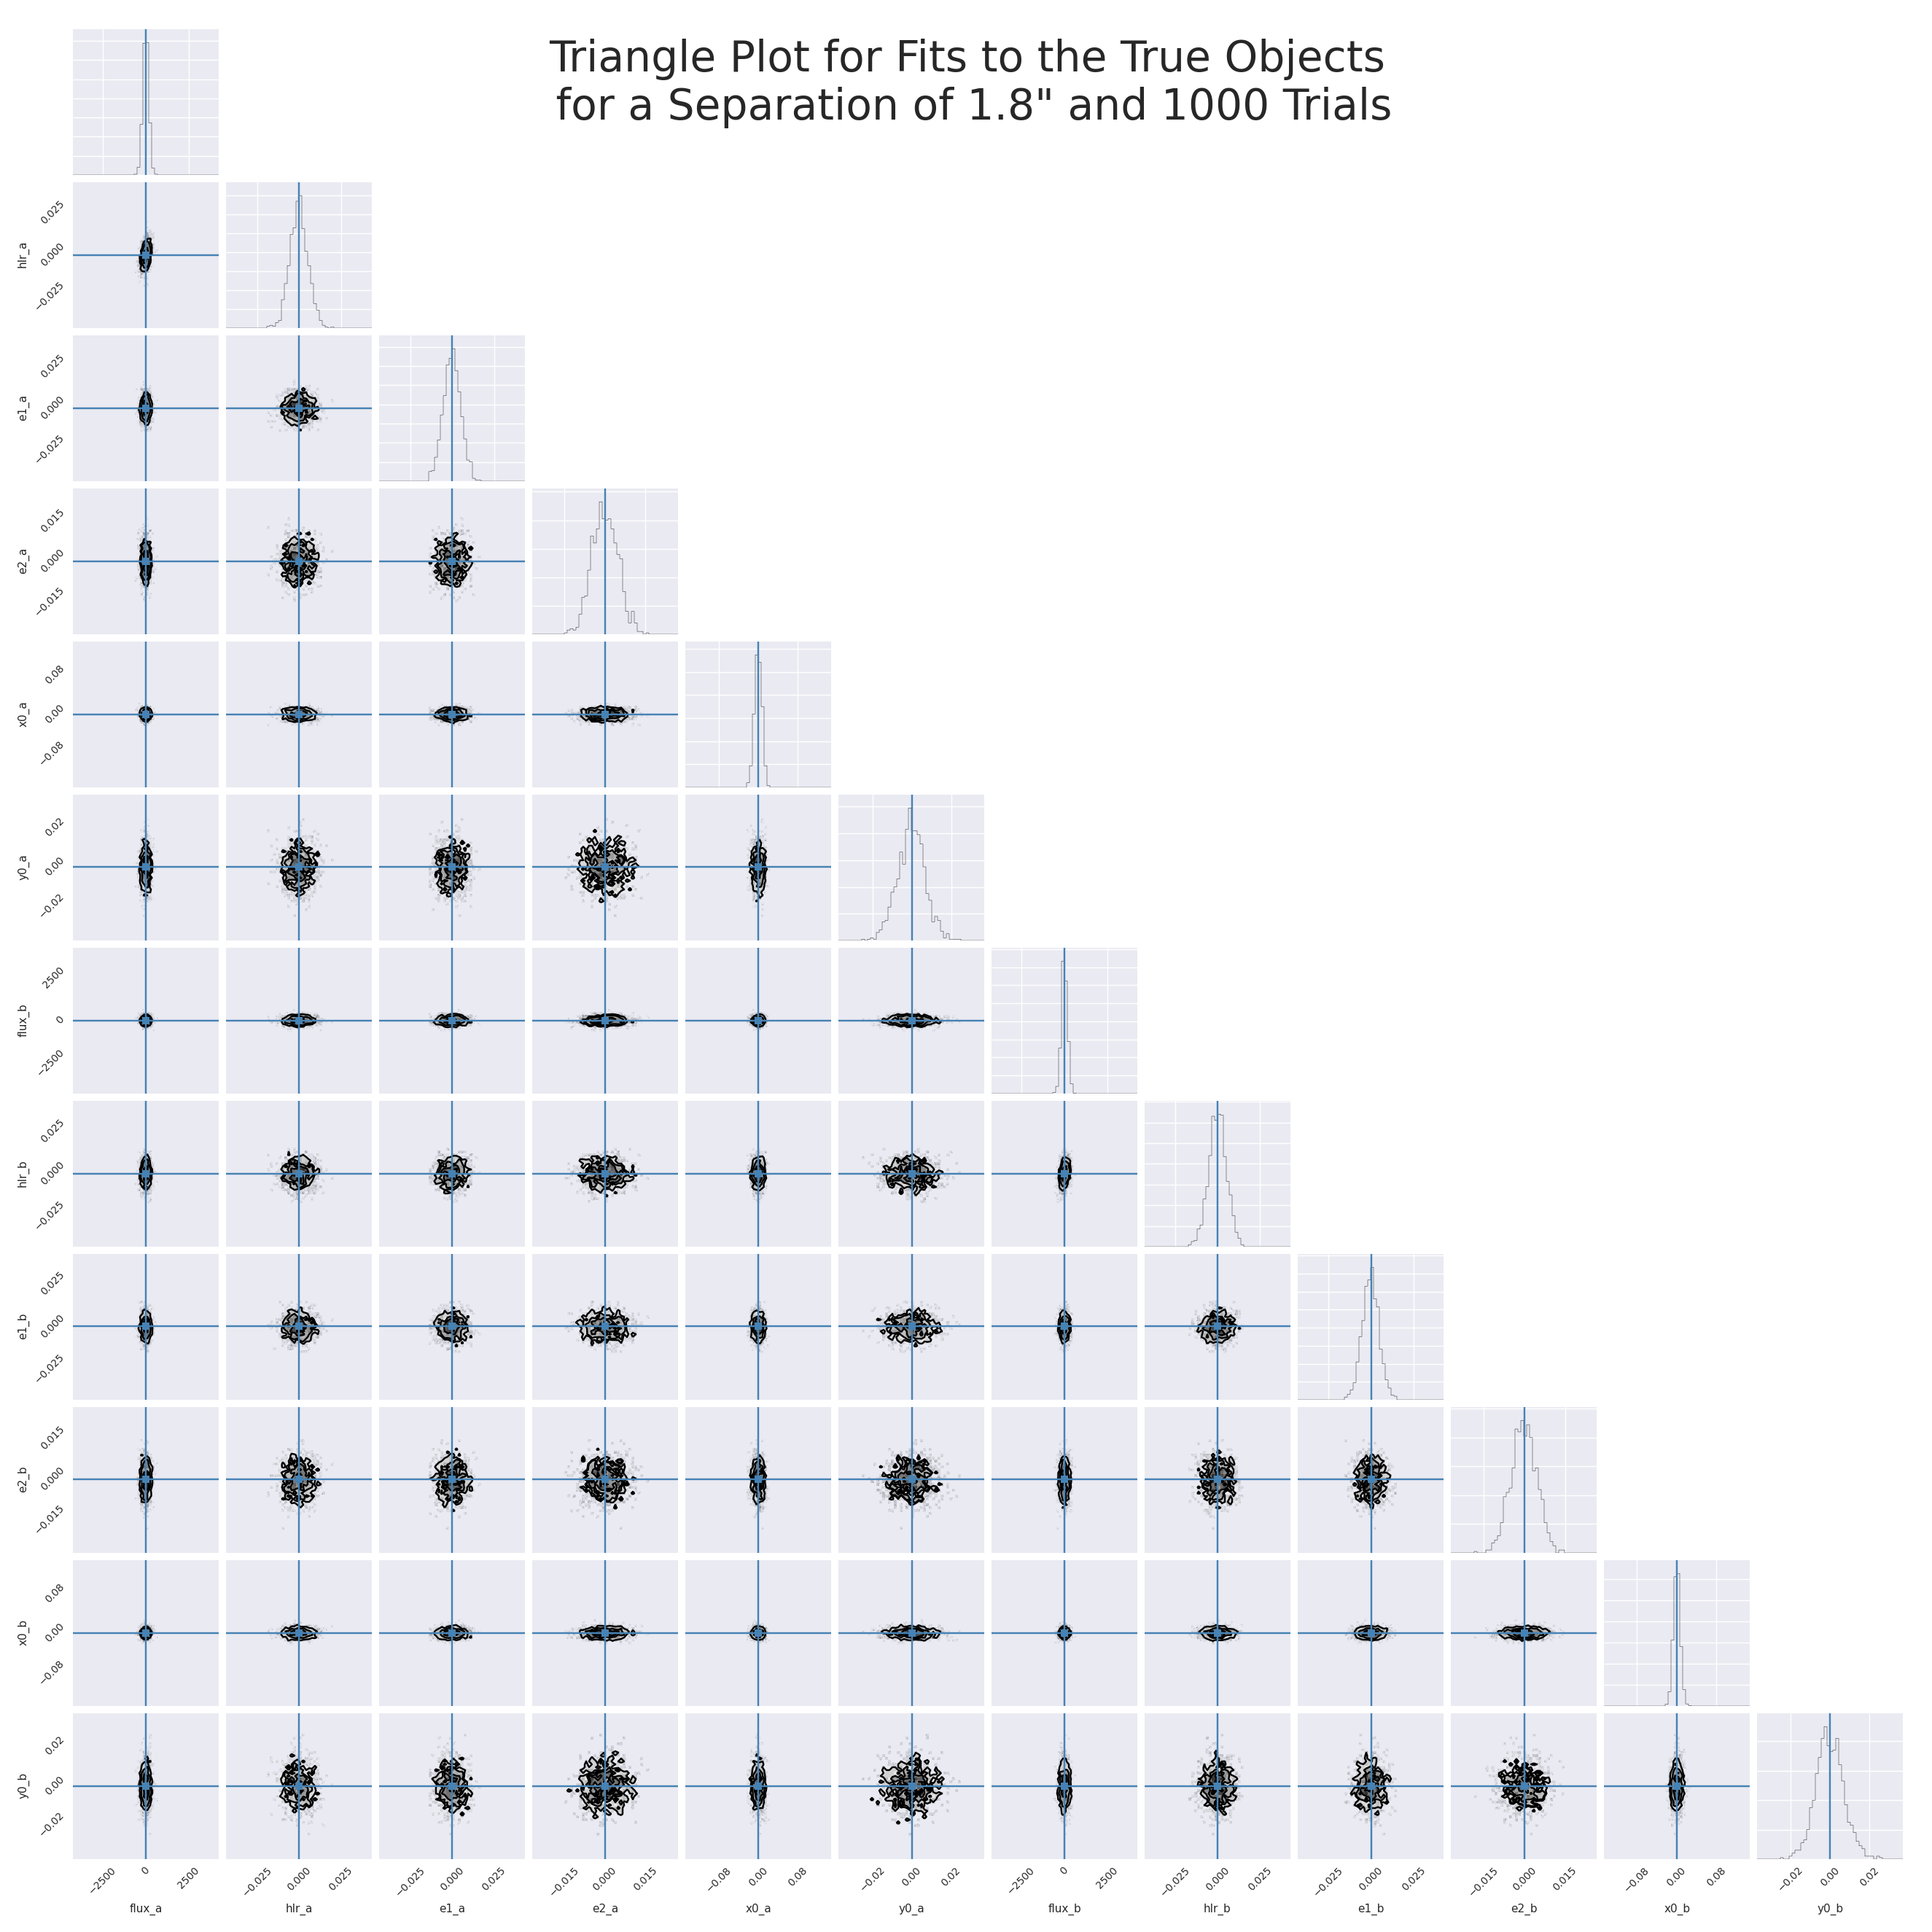 Triangle Plot for Fits to the True Objects
for a Separation of 1.8" and 1000 Trials
hlr_a
0.025
0.000
−0.025
e1_a
0.025
0.000
−0.025
e2_a
0.015
0.000
−0.015
x0_a
0.08
0.00
−0.08
y0_a
0.02
0.00
−0.02
flux_b
2500
0
−2500
hlr_b
0.025
0.000
−0.025
e1_b
0.025
0.000
−0.025
e2_b
0.015
0.000
−0.015
x0_b
0.08
0.00
−0.08
y0_b
0.02
0.00
−0.02
−2500 0 2500 −0.025 0.000 0.025 −0.025 0.000 0.025 −0.015 0.000 0.015 −0.08 0.00 0.08 −0.02 0.00 0.02 −2500 0 2500 −0.025 0.000 0.025 −0.025 0.000 0.025 −0.015 0.000 0.015 −0.08 0.00 0.08 −0.02 0.00 0.02
flux_a hlr_a e1_a e2_a x0_a y0_a flux_b hlr_b e1_b e2_b x0_b y0_b